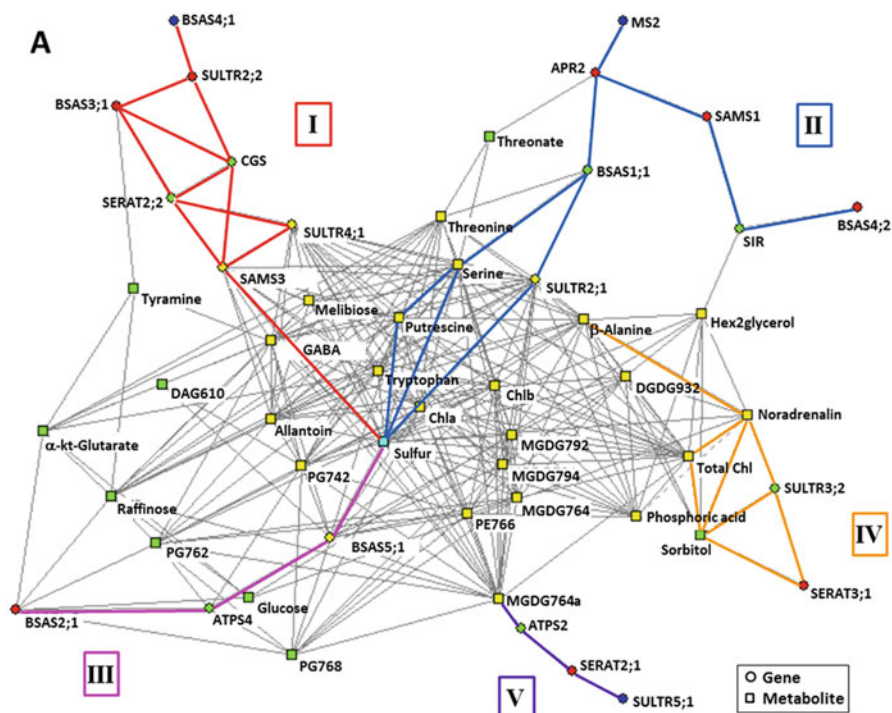 A
BSAS4;1
MS2
SULTR2;2
APR2
BSAS3;1
I
SAMS1
II
Threonate
CGS
BSAS1;1
SERAT2;2
SULTR4;1
Threonine
BSAS4;2
SIR
SAMS3
Serine
SULTR2;1
Tyramine
Melibiose
Putrescine
β-Alanine
Hex2glycerol
GABA
Tryptophan
DAG610
Chlb
DGDG932
Noradrenalin
Allantoin
Chla
α-kt-Glutarate
Sulfur
MGDG792
Total Chl
PG742
MGDG794
SULTR3;2
Raffinose
MGDG764
Phosphoric acid
PE766
Sorbitol
IV
PG762
BSAS5;1
SERAT3;1
Glucose
MGDG764a
BSAS2;1
ATPS4
ATPS2
III
PG768
SERAT2;1
V
SULTR5;1
Gene
Metabolite